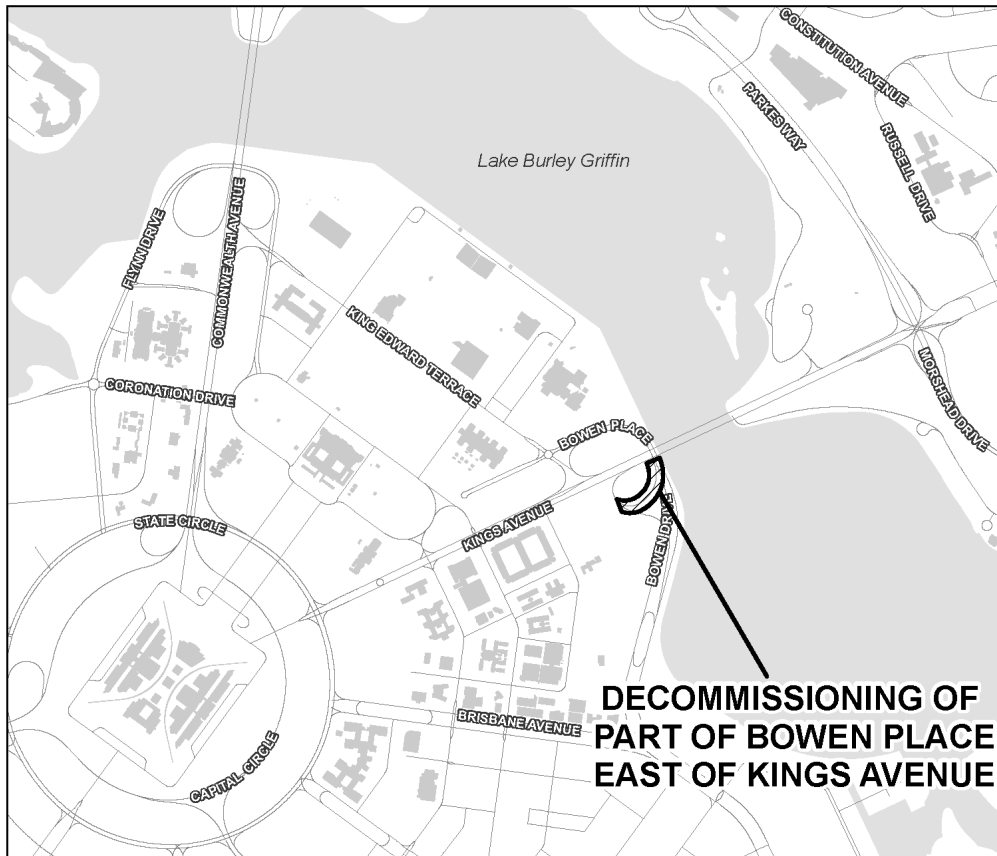 CONSTITUTION AVENUE
PARKES WAY
RUSSELL DRIVE
Lake Burley Griffin
COMMONWEALTH AVENUE
FLYNN DRIVE
KING EDWARD TERRACE
MORSHEAD DRIVE
CORONATION DRIVE
BOWEN PLACE
KINGS AVENUE
STATE CIRCLE
BOWEN DRIVE
DECOMMISSIONING OF
PART OF BOWEN PLACE
EAST OF KINGS AVENUE
BRISBANE AVENUE
CAPITAL CIRCLE